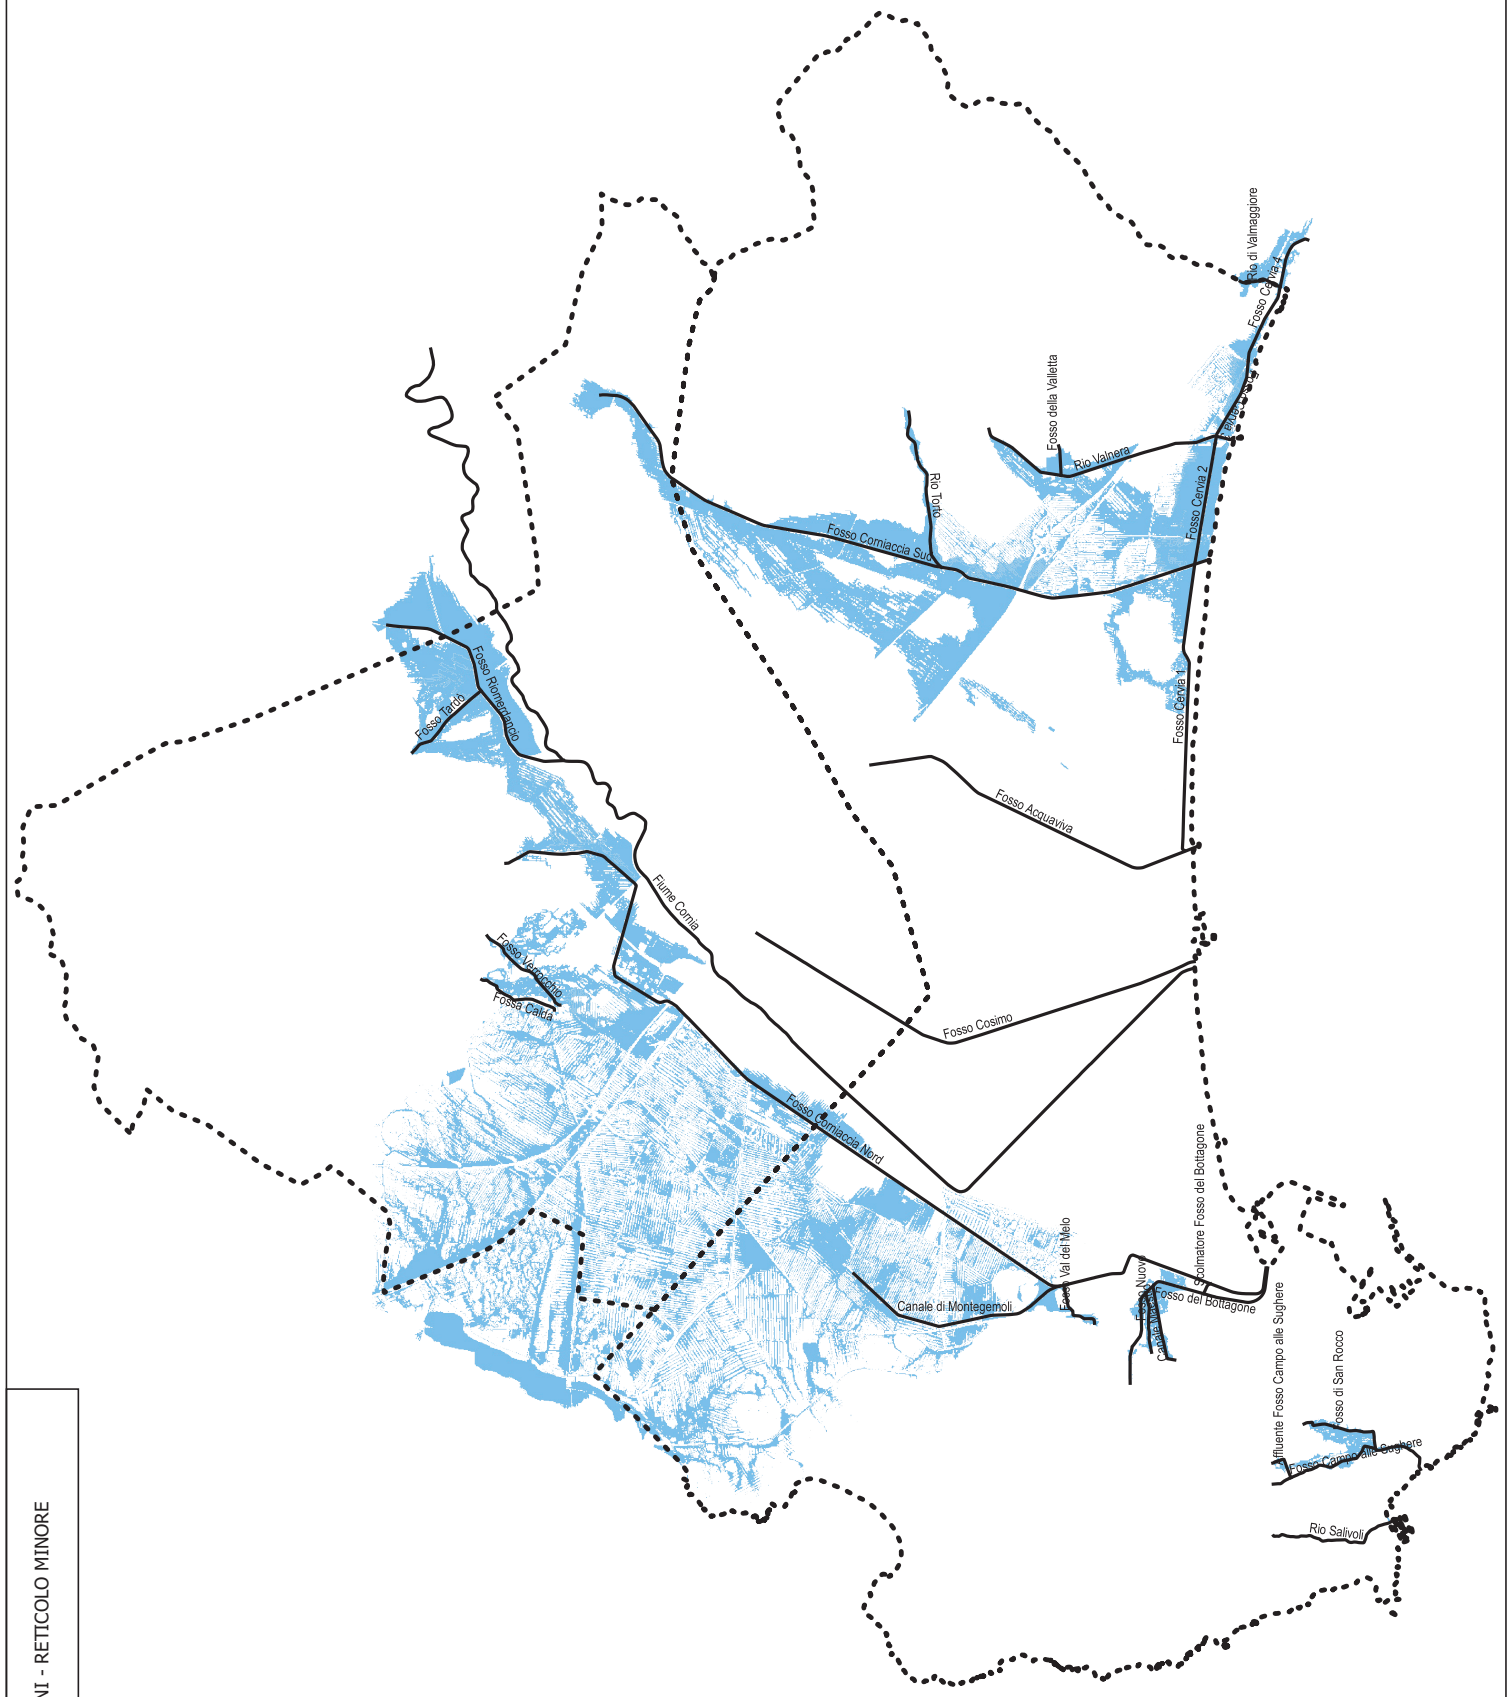 Rio di Valmaggiore
Fosso Cervia 4
Fosso della Valletta
Rio Valnera
Rio Torto
Fosso Cervia 2
Fosso Corniaccia Sud
Fosso Riomerdancio
Fosso Tardò
Fosso Cervia 1
Fosso Acquaviva
Fiume Cornia
Fosso Verrocchio
Fossa Calda
Fosso Cosimo
Fosso Corniaccia Nord
Scolmatore Fosso del Bottagone
Fosso Val del Melo
Fosso Nuovo
Canale di Montegemoli
Fosso del Bottagone
ffluente Fosso Campo alle Sughere
Fosso di San Rocco
Fosso Campo alle Sughere
Rio Salivoli
NI - RETICOLO MINORE